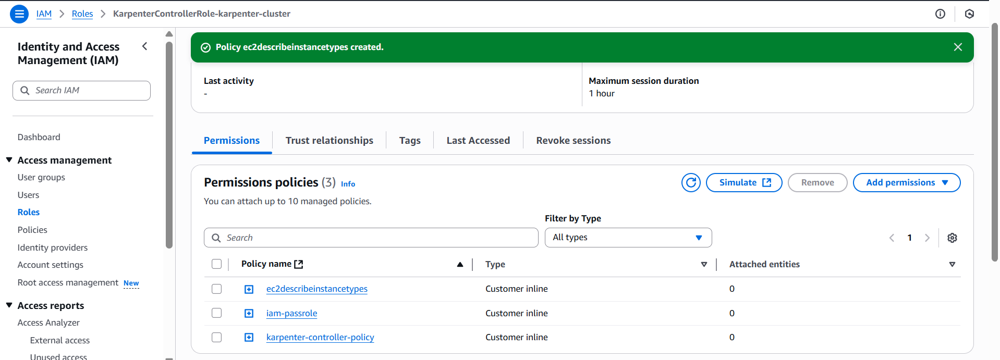 IAM > Roles > KarpenterControllerRole-karpenter-cluster
Identity and Access
Management (IAM)
Search IAM
Dashboard
Access management
User groups
Users
Roles
Policies
Identity providers
Account settings
Root access management New
Access reports
Access Analyzer
External access
Unused access
Policy ec2describeinstancetypes created.
Last activity
-
Maximum session duration
1 hour
Permissions
Trust relationships
Tags
Last Accessed
Revoke sessions
Permissions policies (3) Info
You can attach up to 10 managed policies.
Simulate
Remove
Add permissions
Filter by Type
Search
All types
1
Policy name
Type
Attached entities
ec2describeinstancetypes Customer inline 0
iam-passrole Customer inline 0
karpenter-controller-policy Customer inline 0